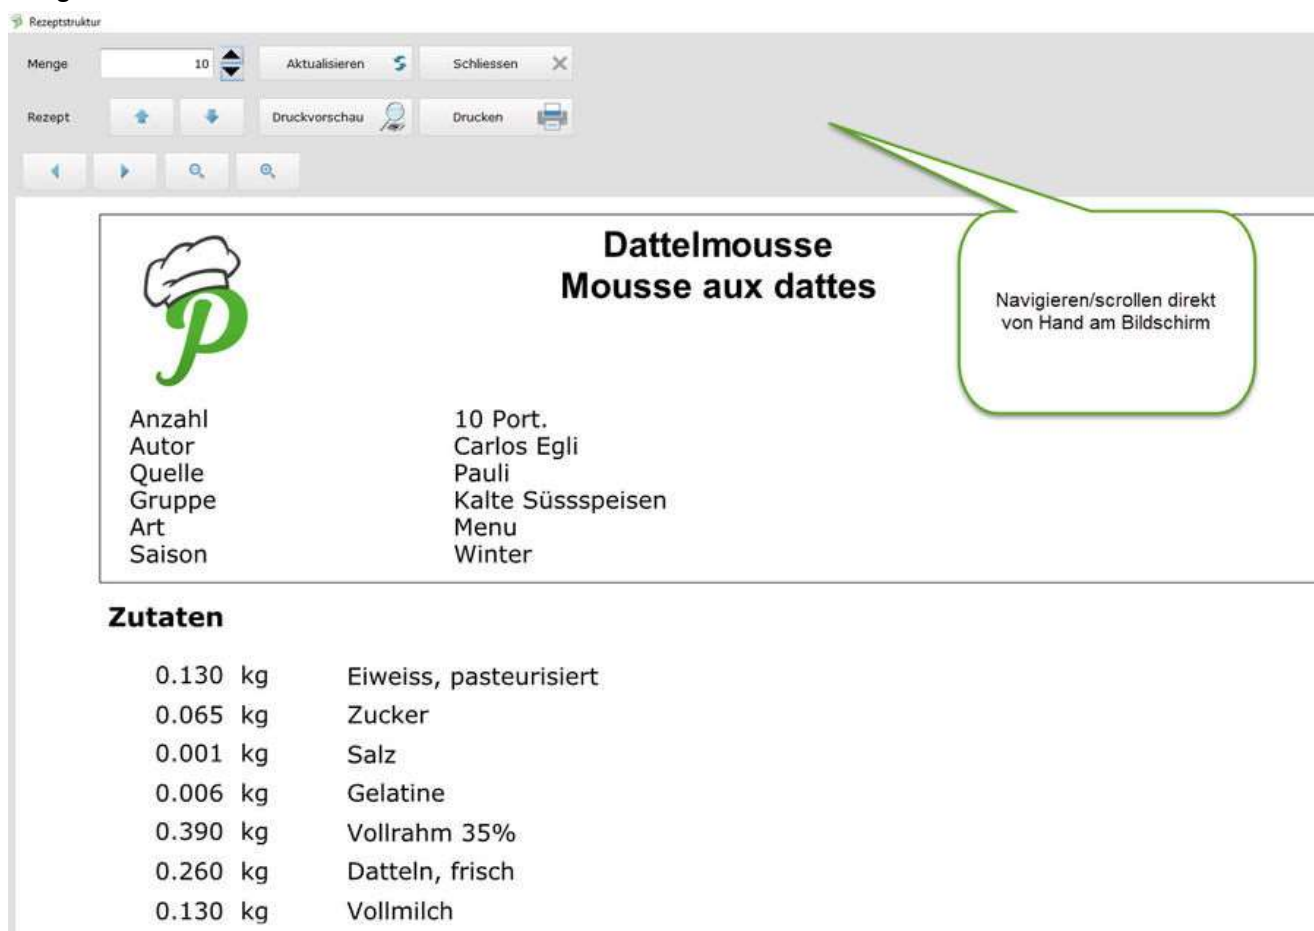 Rezeptstruktur
Menge 10 Aktualisieren Schliessen
Rezept Druckvorschau Drucken
Dattelmousse
Mousse aux dattes
Navigieren/scrollen direkt
von Hand am Bildschirm
Anzahl 10 Port.
Autor Carlos Egli
Quelle Pauli
Gruppe Kalte Süssspeisen
Art Menu
Saison Winter
Zutaten
0.130 kg Eiweiss, pasteurisiert
0.065 kg Zucker
0.001 kg Salz
0.006 kg Gelatine
0.390 kg Vollrahm 35%
0.260 kg Datteln, frisch
0.130 kg Vollmilch